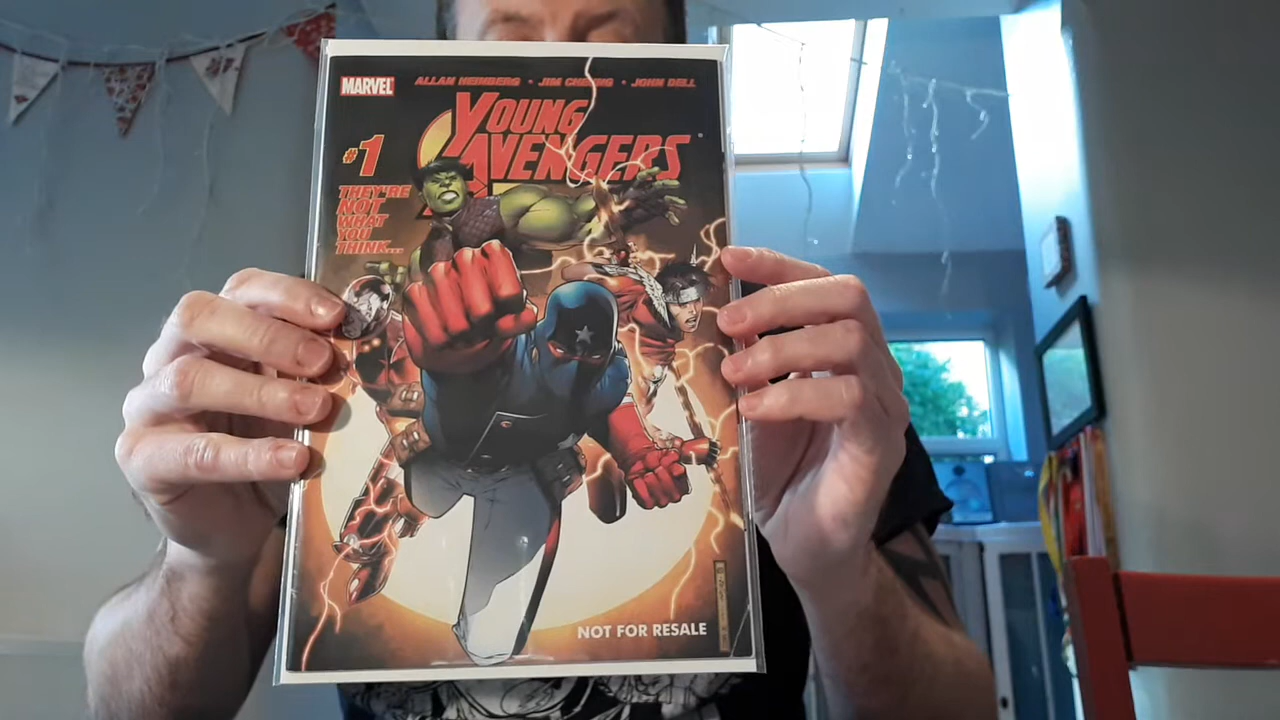 MARVEL
ALLAN HEINBERG • JIM CHEUNG • JOHN DELL
YOUNG
AVENGERS
#1
THEY'RE
NOT
WHAT
YOU
THINK...
NOT FOR RESALE